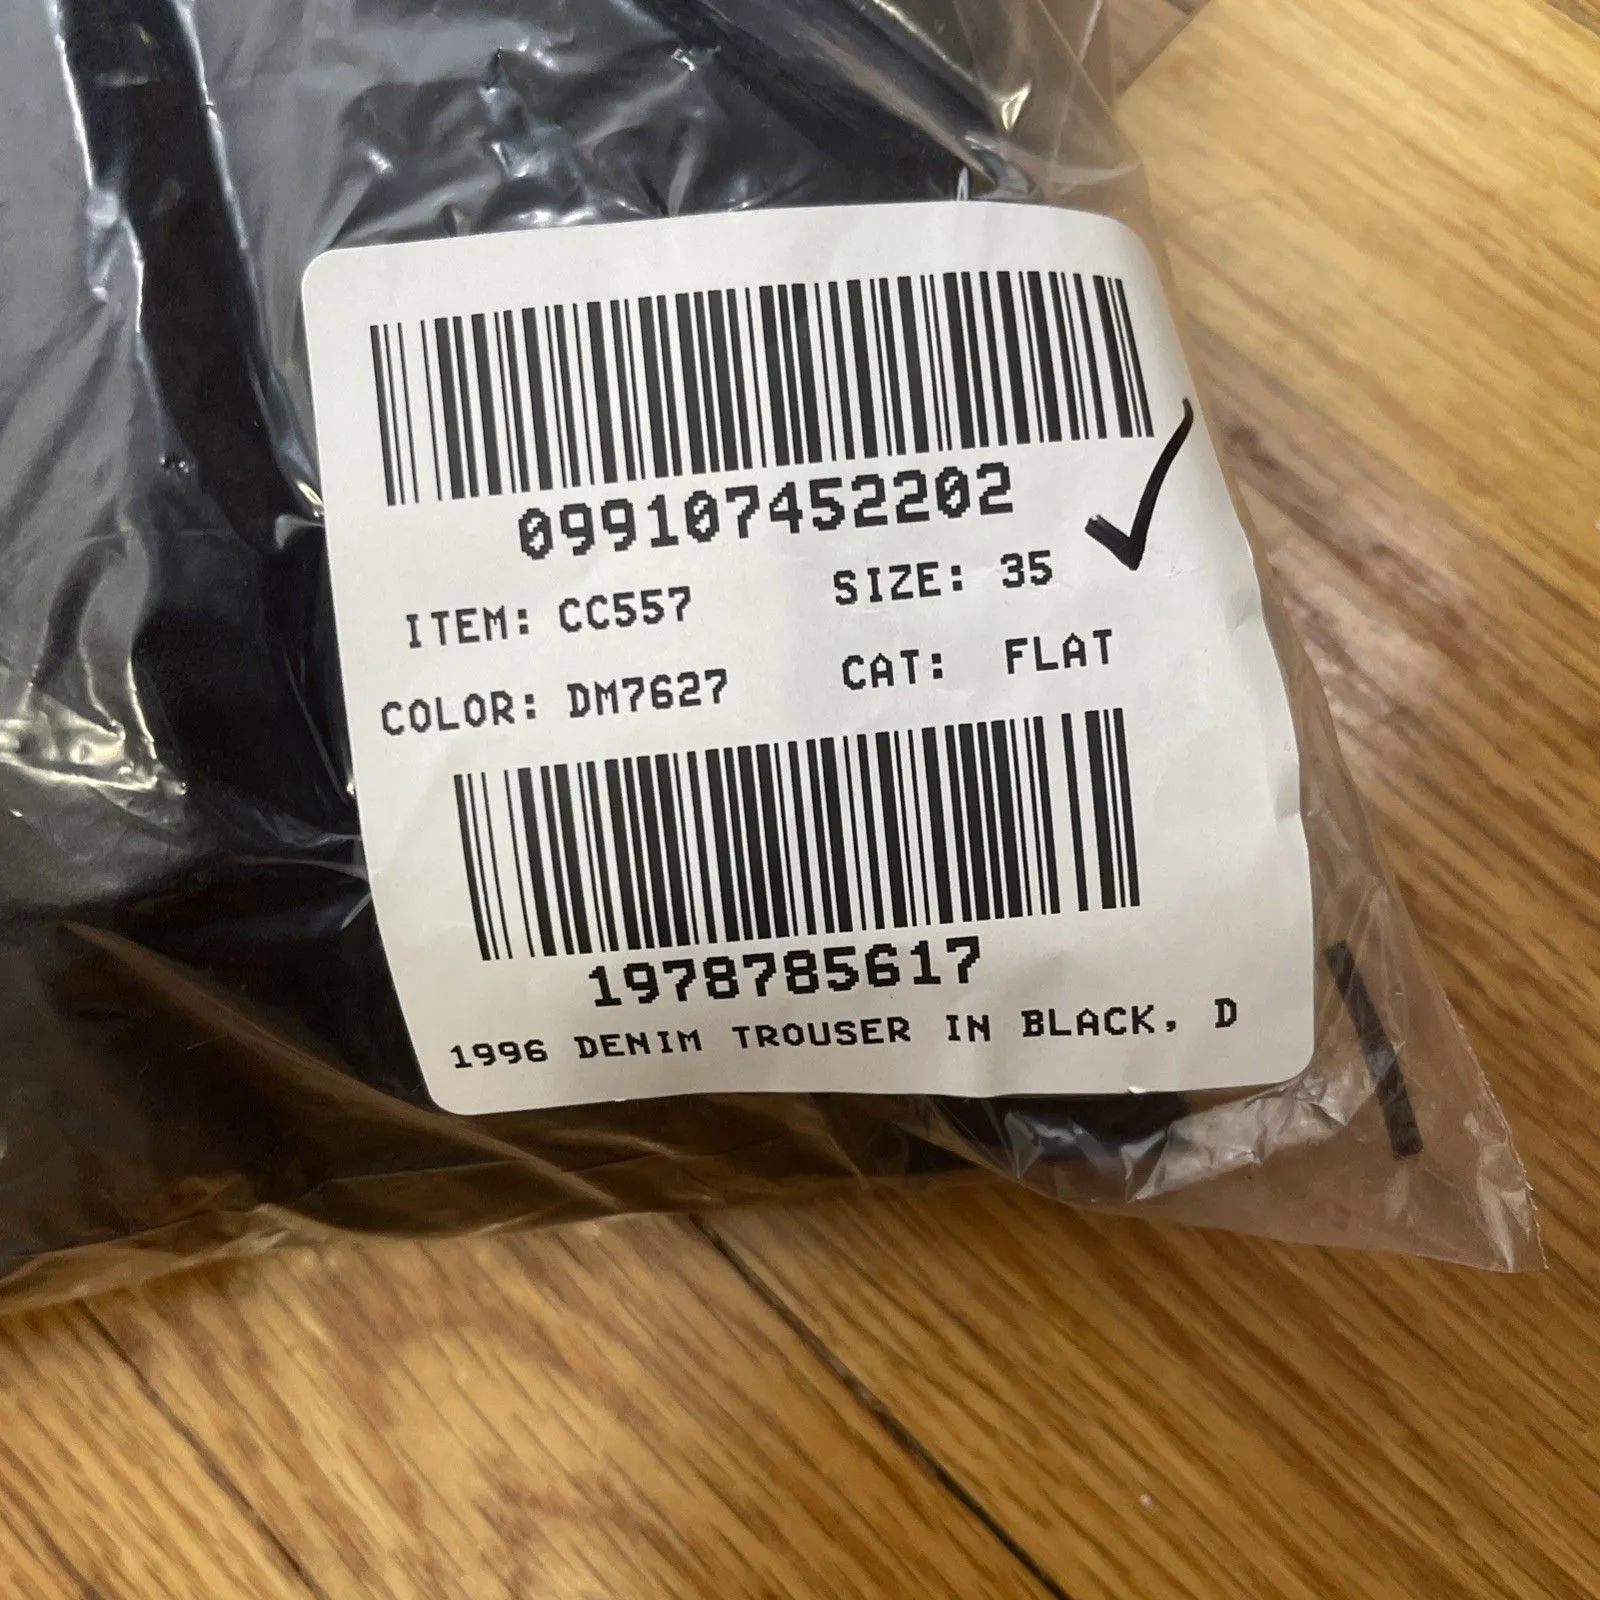 099107452202
ITEM: CC557 SIZE: 35
COLOR: DM7627 CAT: FLAT
1978785617
1996 DENIM TROUSER IN BLACK, D